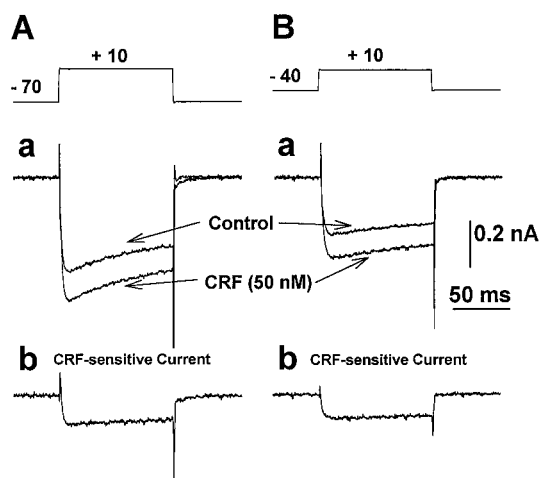 A
B
+ 10
- 70
+ 10
- 40
a
a
Control
0.2 nA
CRF (50 nM)
50 ms
b CRF-sensitive Current
b CRF-sensitive Current